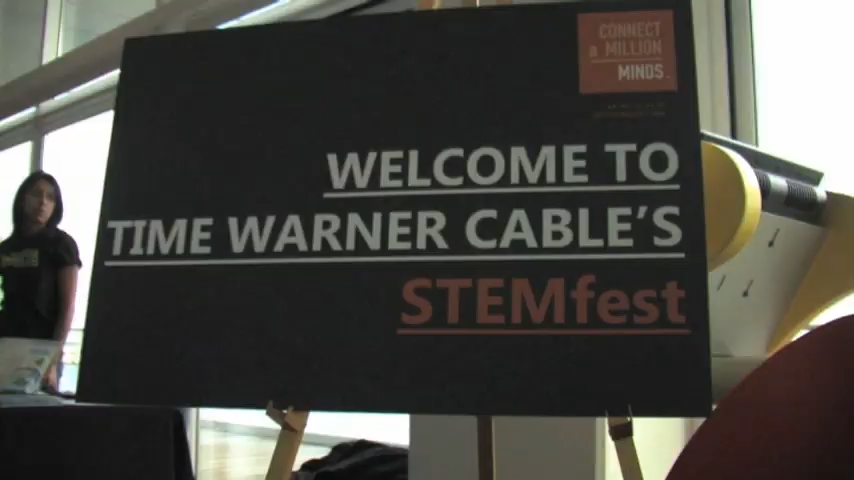 CONNECT
a MILLION
MINDS
WELCOME TO
TIME WARNER CABLE'S
STEMfest